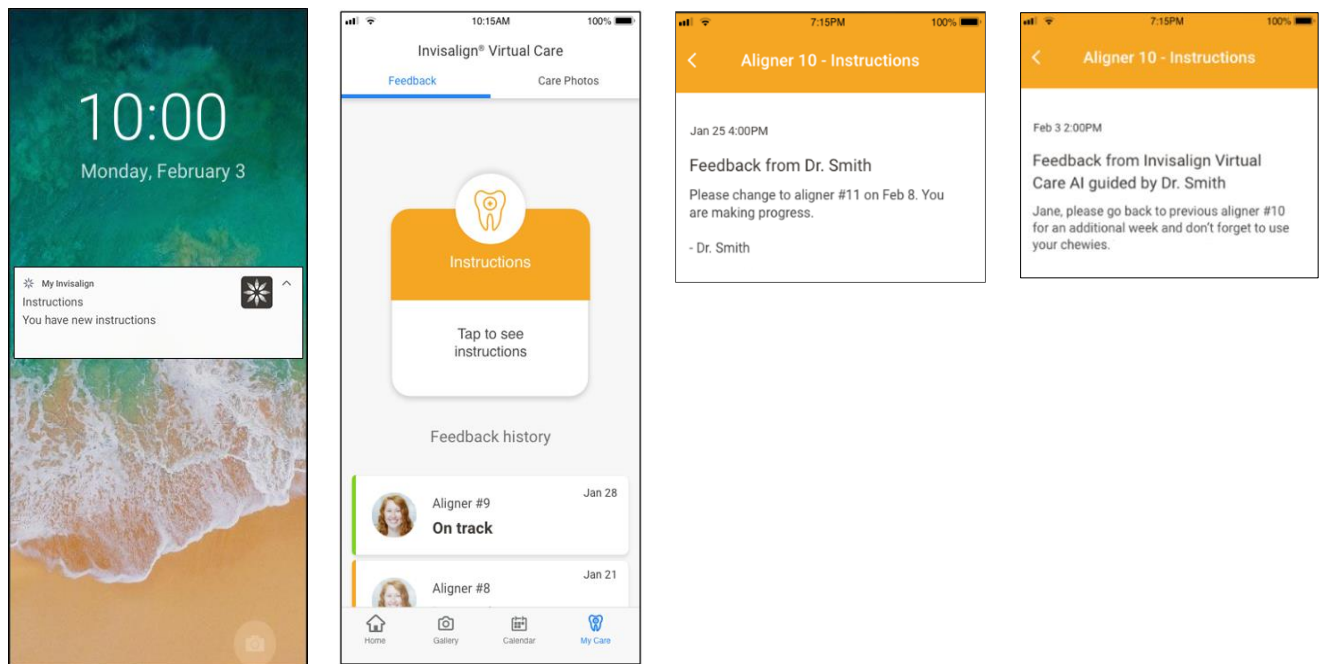 10:00
Monday, February 3
My Invisalign
Instructions
You have new instructions
10:15AM
100%
Invisalign® Virtual Care
Feedback
Care Photos
Instructions
Tap to see
instructions
Feedback history
Aligner #9
Jan 28
On track
Aligner #8
Jan 21
Home
Gallery
Calendar
My Care
7:15PM
100%
Aligner 10 - Instructions
Jan 25 4:00PM
Feedback from Dr. Smith
Please change to aligner #11 on Feb 8. You
are making progress.
- Dr. Smith
7:15PM
100%
Aligner 10 - Instructions
Feb 3 2:00PM
Feedback from Invisalign Virtual
Care AI guided by Dr. Smith
Jane, please go back to previous aligner #10
for an additional week and don't forget to use
your chewies.